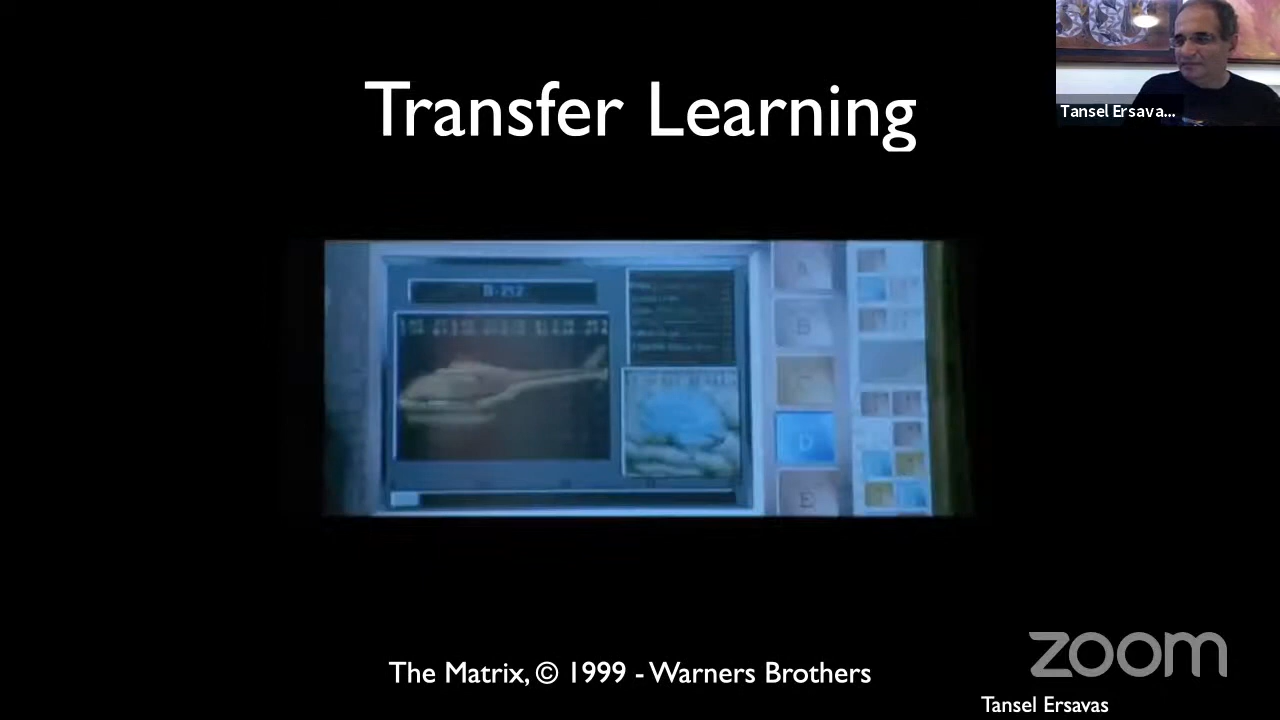 Transfer Learning
Tansel Ersava...
B-212
A
B
C
D
E
The Matrix, © 1999 - Warners Brothers
zoom
Tansel Ersavas